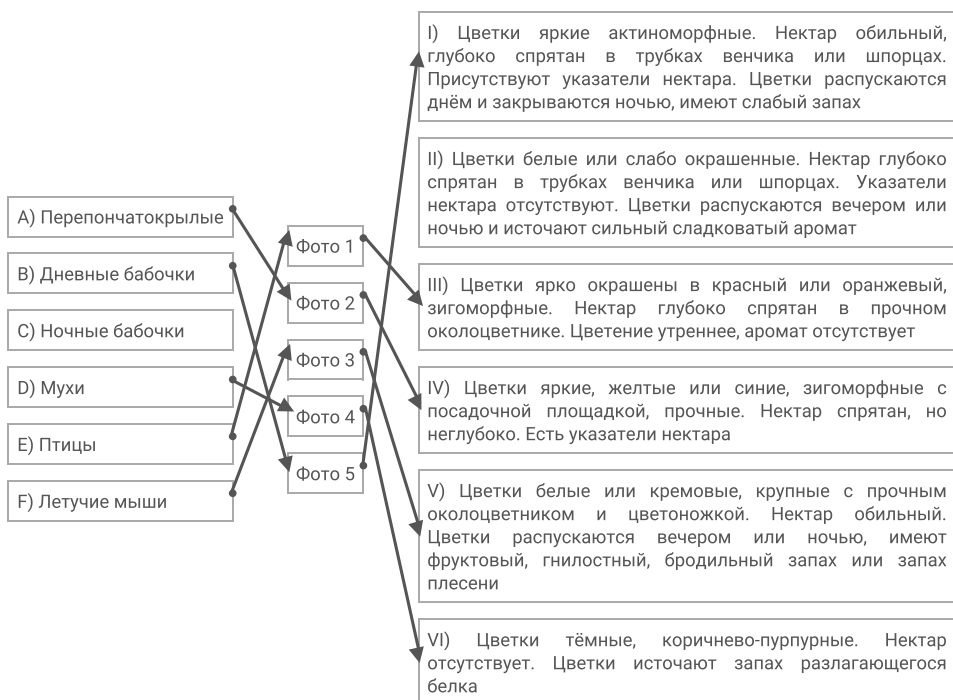 A) Перепончатокрылые
B) Дневные бабочки
C) Ночные бабочки
D) Мухи
E) Птицы
F) Летучие мыши
Фото 1
Фото 2
Фото 3
Фото 4
Фото 5
I) Цветки яркие актиноморфные. Нектар обильный,
глубоко спрятан в трубках венчика или шпорцах.
Присутствуют указатели нектара. Цветки распускаются
днём и закрываются ночью, имеют слабый запах
II) Цветки белые или слабо окрашенные. Нектар глубоко
спрятан в трубках венчика или шпорцах. Указатели
нектара отсутствуют. Цветки распускаются вечером или
ночью и источают сильный сладковатый аромат
III) Цветки ярко окрашены в красный или оранжевый,
зигоморфные. Нектар глубоко спрятан в прочном
околоцветнике. Цветение утреннее, аромат отсутствует
IV) Цветки яркие, желтые или синие, зигоморфные с
посадочной площадкой, прочные. Нектар спрятан, но
неглубоко. Есть указатели нектара
V) Цветки белые или кремовые, крупные с прочным
околоцветником и цветоножкой. Нектар обильный.
Цветки распускаются вечером или ночью, имеют
фруктовый, гнилостный, бродильный запах или запах
плесени
VI) Цветки тёмные, коричнево-пурпурные. Нектар
отсутствует. Цветки источают запах разлагающегося
белка